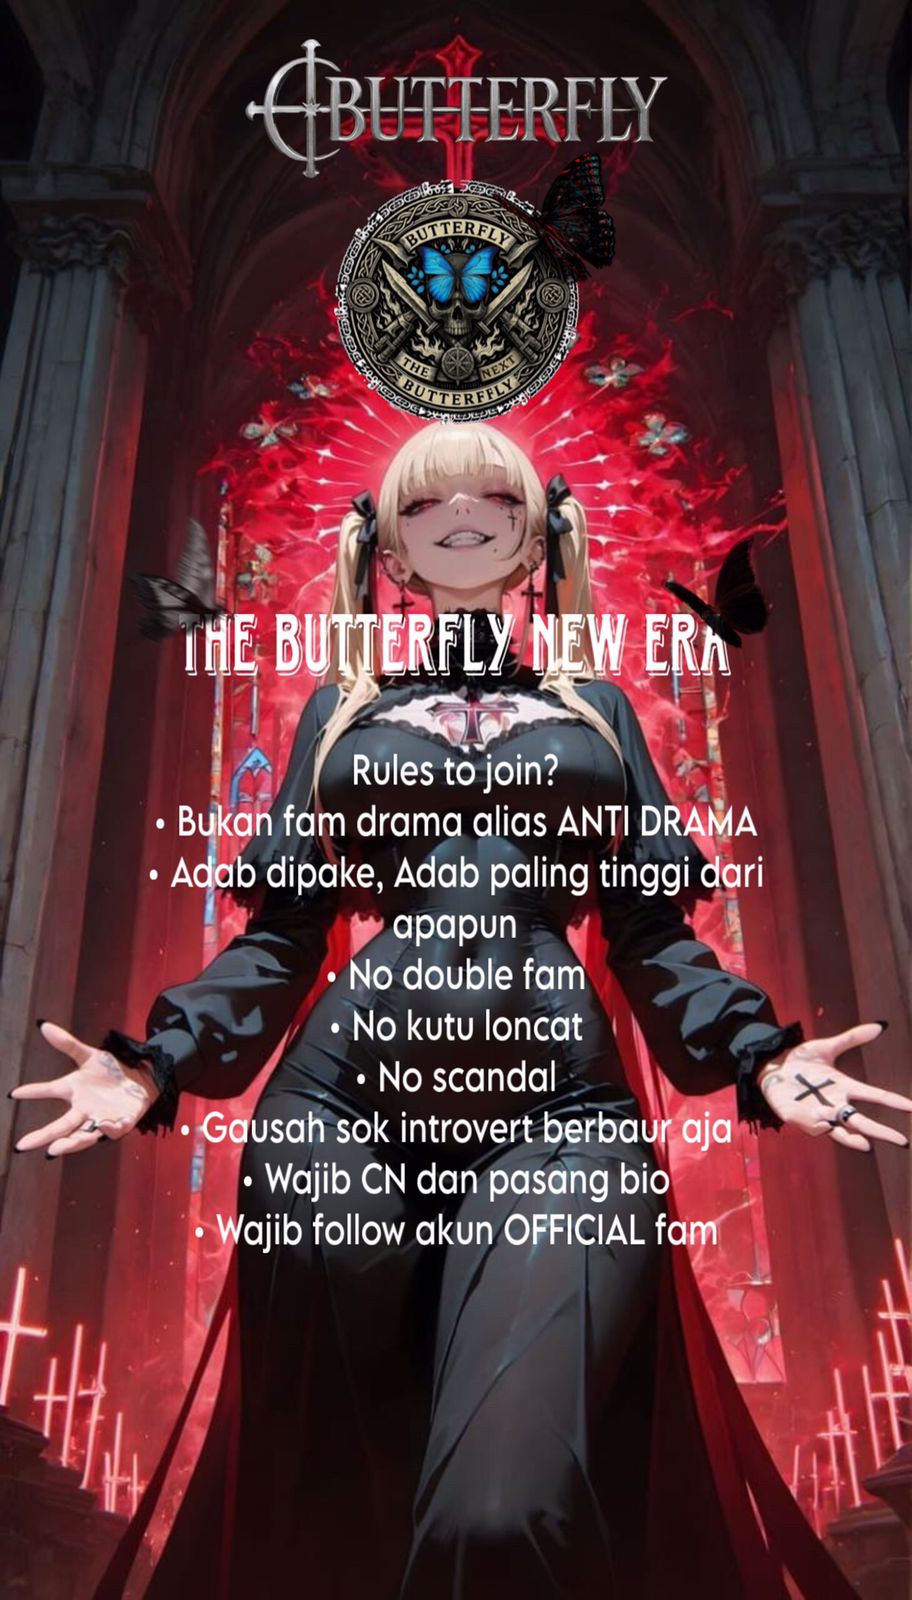 BUTTERFLY
BUTTERFLY
THE NEXT
BUTTERFFLY
THE BUTTERFLY NEW ERA
Rules to join?
• Bukan fam drama alias ANTI DRAMA
• Adab dipake, Adab paling tinggi dari
apapun
• No double fam
• No kutu loncat
• No scandal
• Gausah sok introvert berbaur aja
• Wajib CN dan pasang bio
• Wajib follow akun OFFICIAL fam